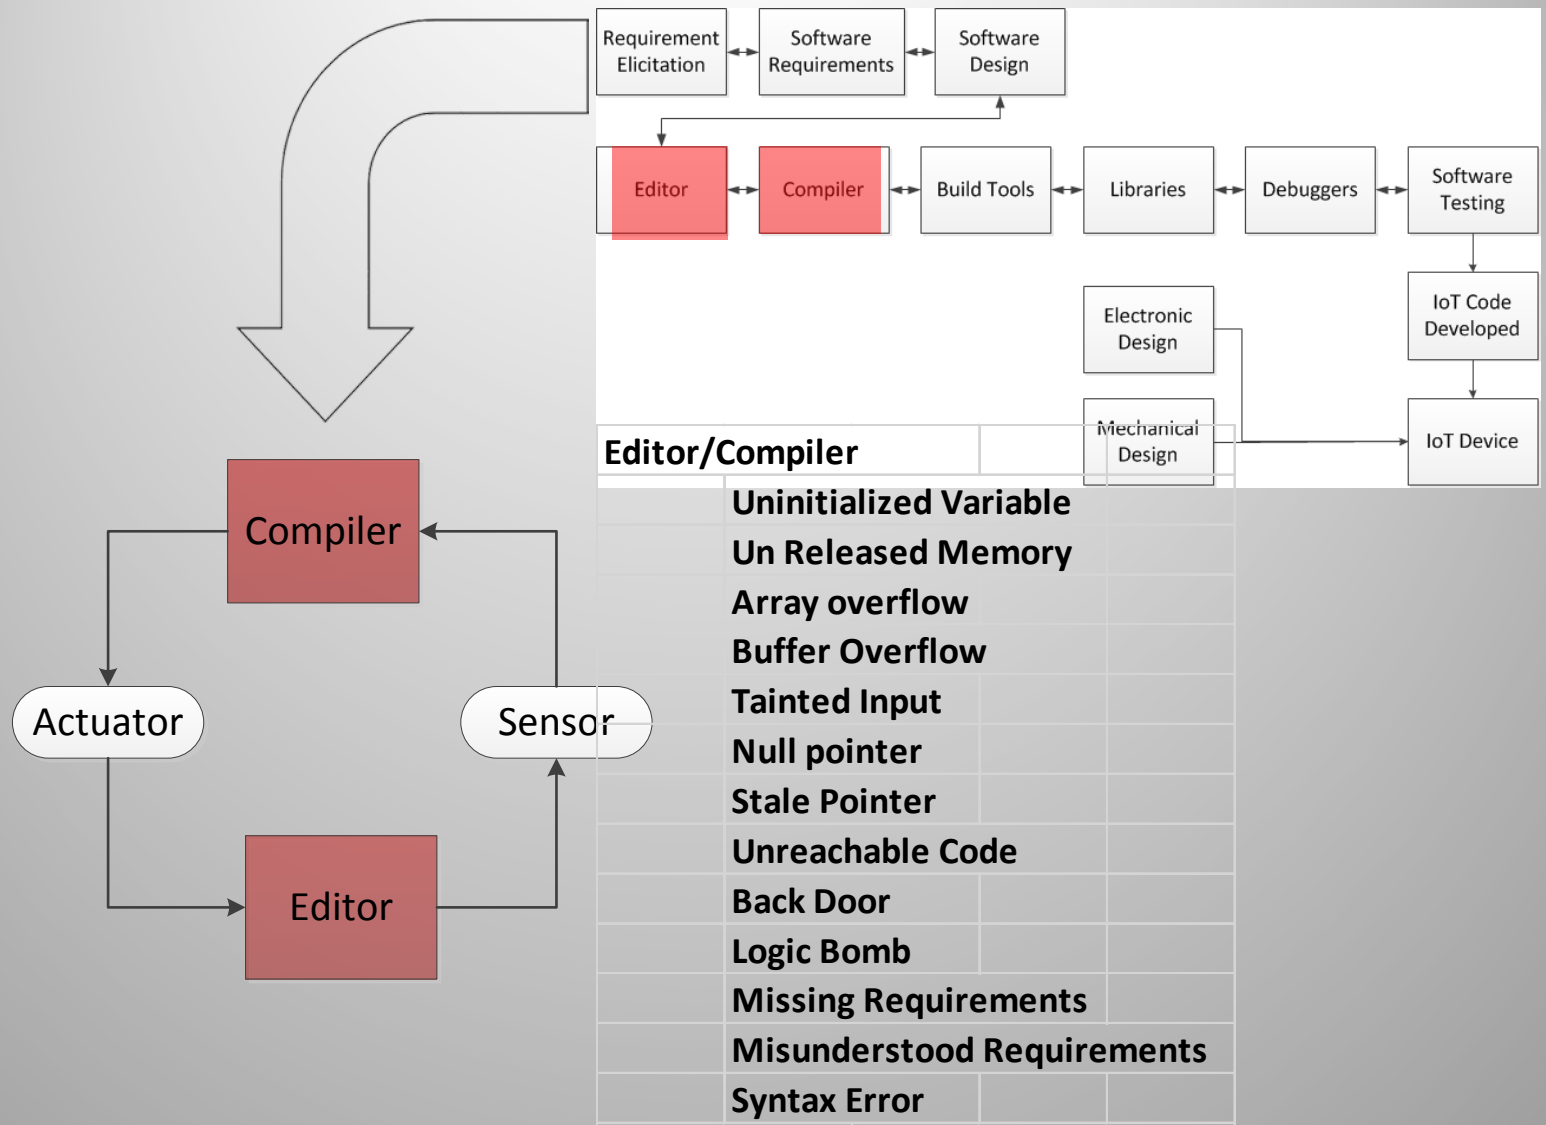 Requirement
Elicitation
Software
Requirements
Software
Design
Editor
Compiler
Build Tools
Libraries
Debuggers
Software
Testing
Electronic
Design
IoT Code
Developed
Mechanical
Design
IoT Device
Editor/Compiler
Uninitialized Variable
Un Released Memory
Array overflow
Buffer Overflow
Tainted Input
Null pointer
Stale Pointer
Unreachable Code
Back Door
Logic Bomb
Missing Requirements
Misunderstood Requirements
Syntax Error
Compiler
Actuator
Sensor
Editor